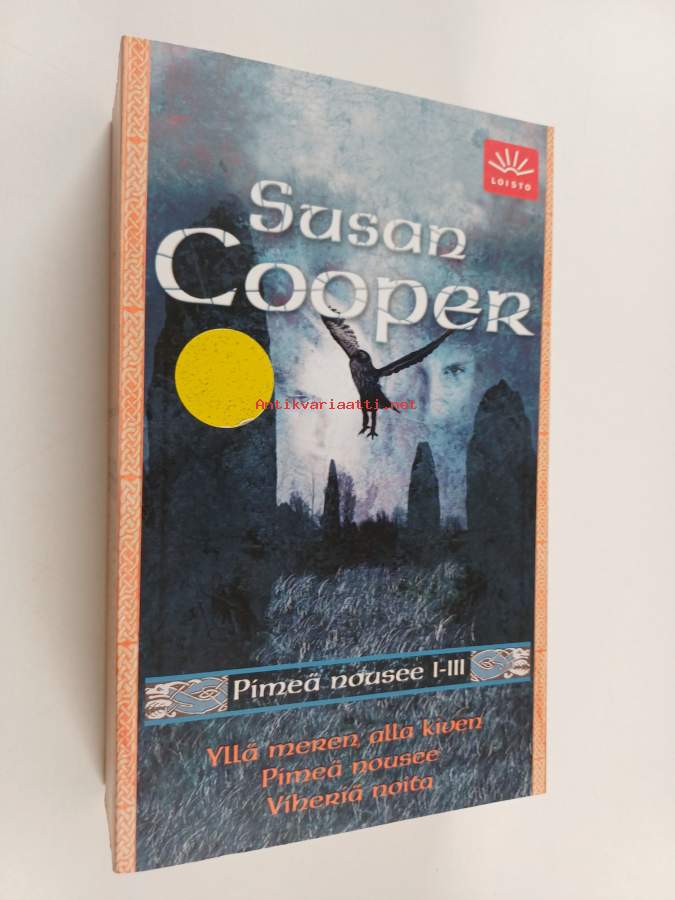 LOISTO
Susan
Cooper
Antikvariaatti.net
Pimeä nousee I-III
Yllä meren, alla kiven
Pimeä nousee
Viheriä noita